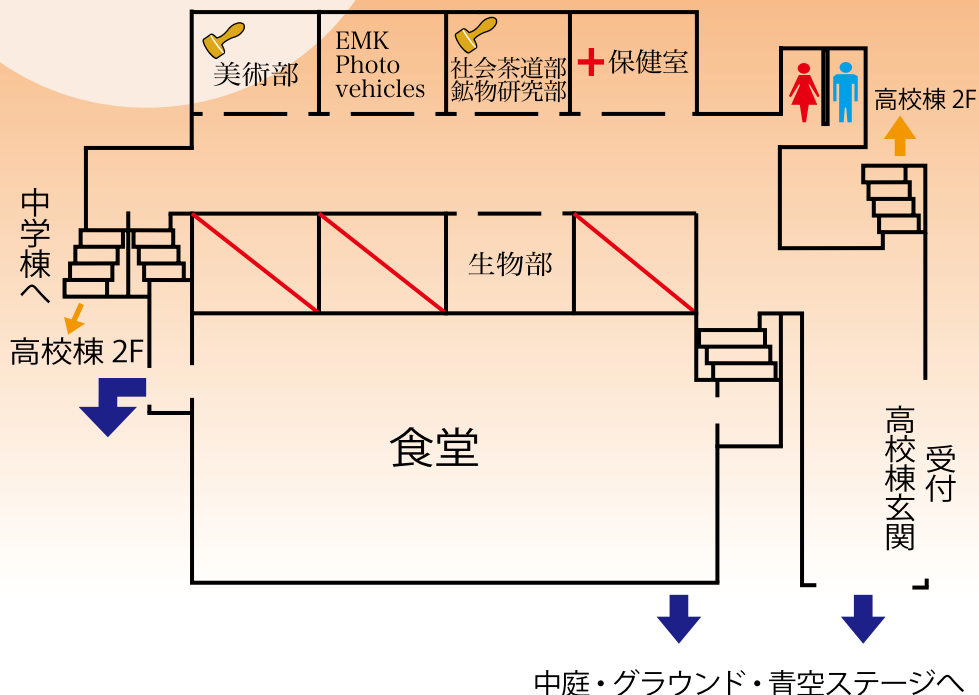 美術部
EMK
Photo
vehicles
社会茶道部
鉱物研究部
保健室
高校棟 2F
中学棟へ
生物部
高校棟 2F
食堂
受付
高校棟玄関
中庭・グラウンド・青空ステージへ